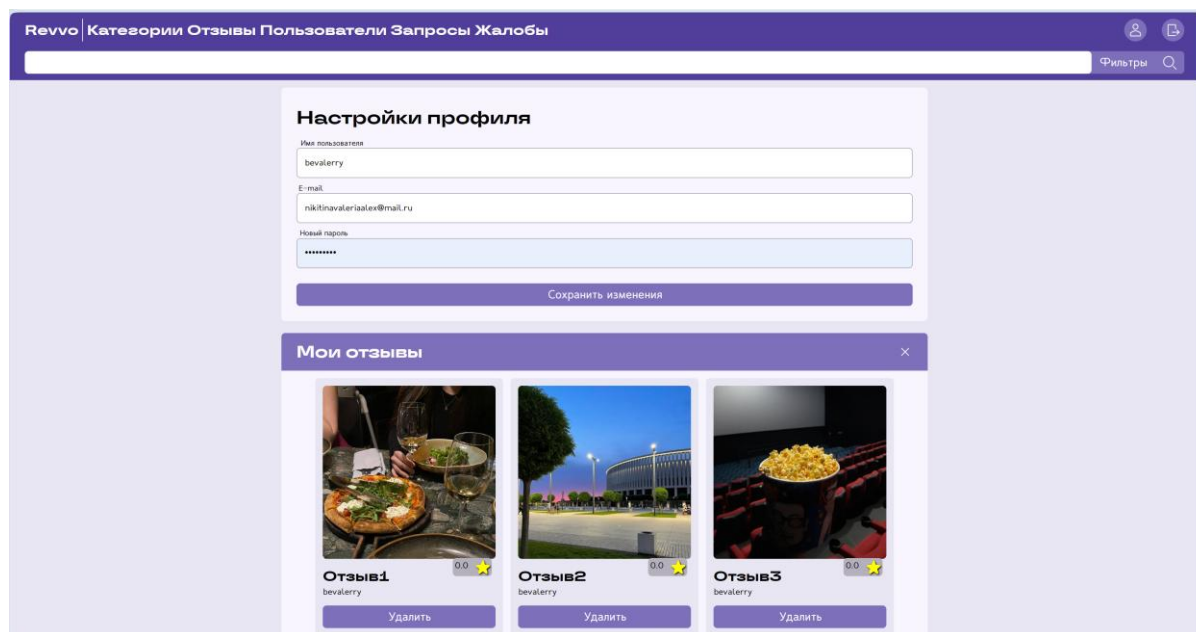 Revvo Категории Отзывы Пользователи Запросы Жалобы
Фильтры
Настройки профиля
Имя пользователя
bevalerry
E-mail
nikitinavaleriaalex@mail.ru
Новый пароль
•••••••••
Сохранить изменения
Мои отзывы
0.0 0.0 0.0
Отзыв1 Отзыв2 Отзыв3
bevalerry bevalerry bevalerry
Удалить Удалить Удалить